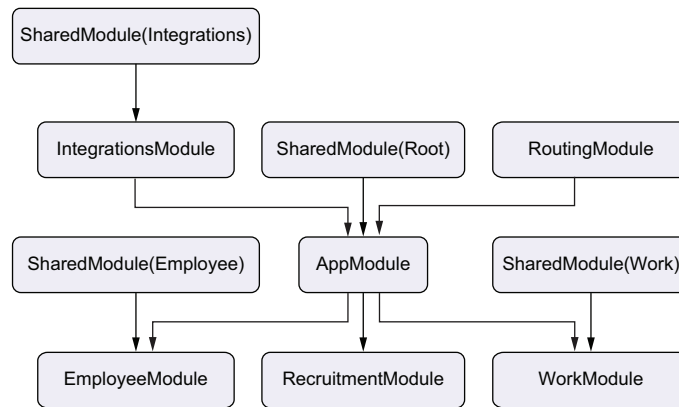 SharedModule(Integrations)
IntegrationsModule
SharedModule(Root)
RoutingModule
SharedModule(Employee)
AppModule
SharedModule(Work)
EmployeeModule
RecruitmentModule
WorkModule